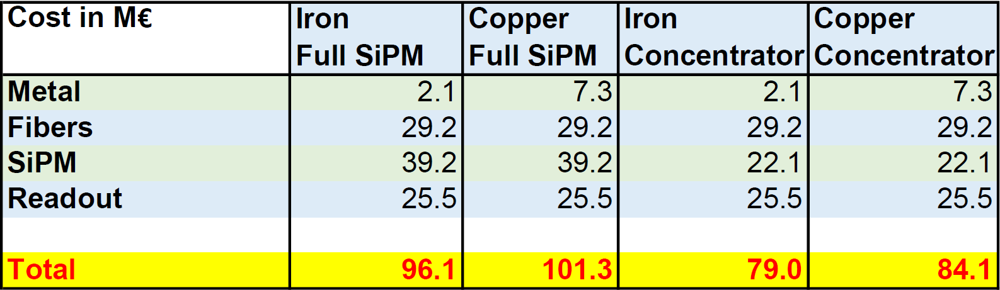 Cost in M€ Iron Copper Iron Copper
Full SiPM Full SiPM Concentrator Concentrator
Metal 2.1 7.3 2.1 7.3
Fibers 29.2 29.2 29.2 29.2
SiPM 39.2 39.2 22.1 22.1
Readout 25.5 25.5 25.5 25.5
Total 96.1 101.3 79.0 84.1